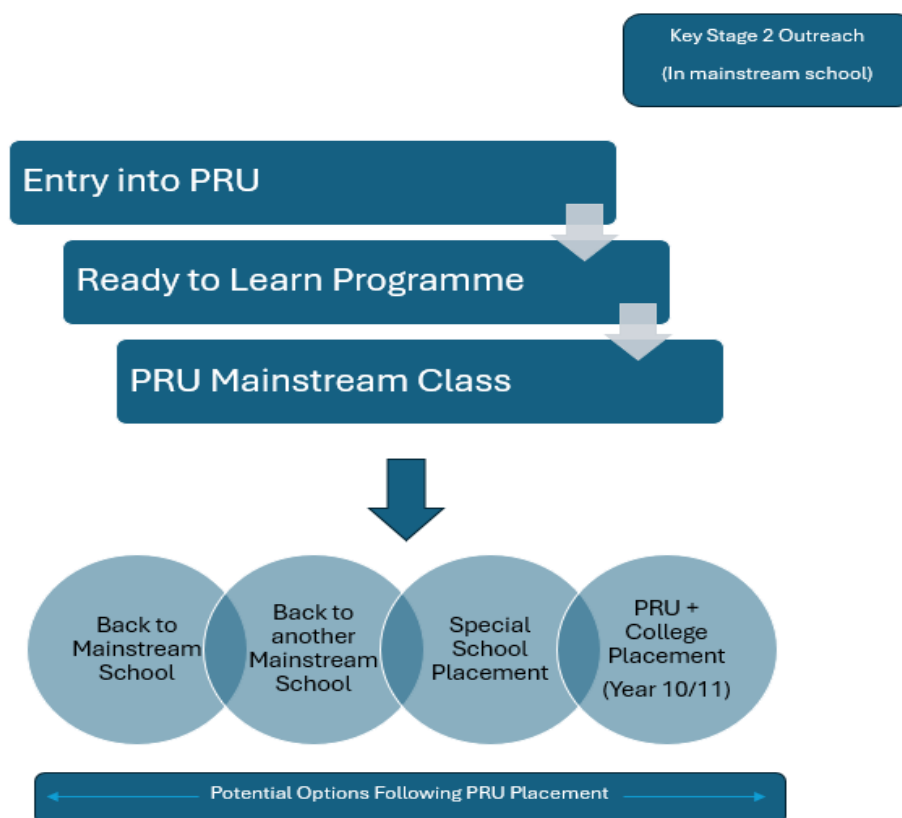 Key Stage 2 Outreach
(In mainstream school)
Entry into PRU
Ready to Learn Programme
PRU Mainstream Class
Back to
Mainstream
School
Back to
another
Mainstream
School
Special
School
Placement
PRU +
College
Placement
(Year 10/11)
Potential Options Following PRU Placement